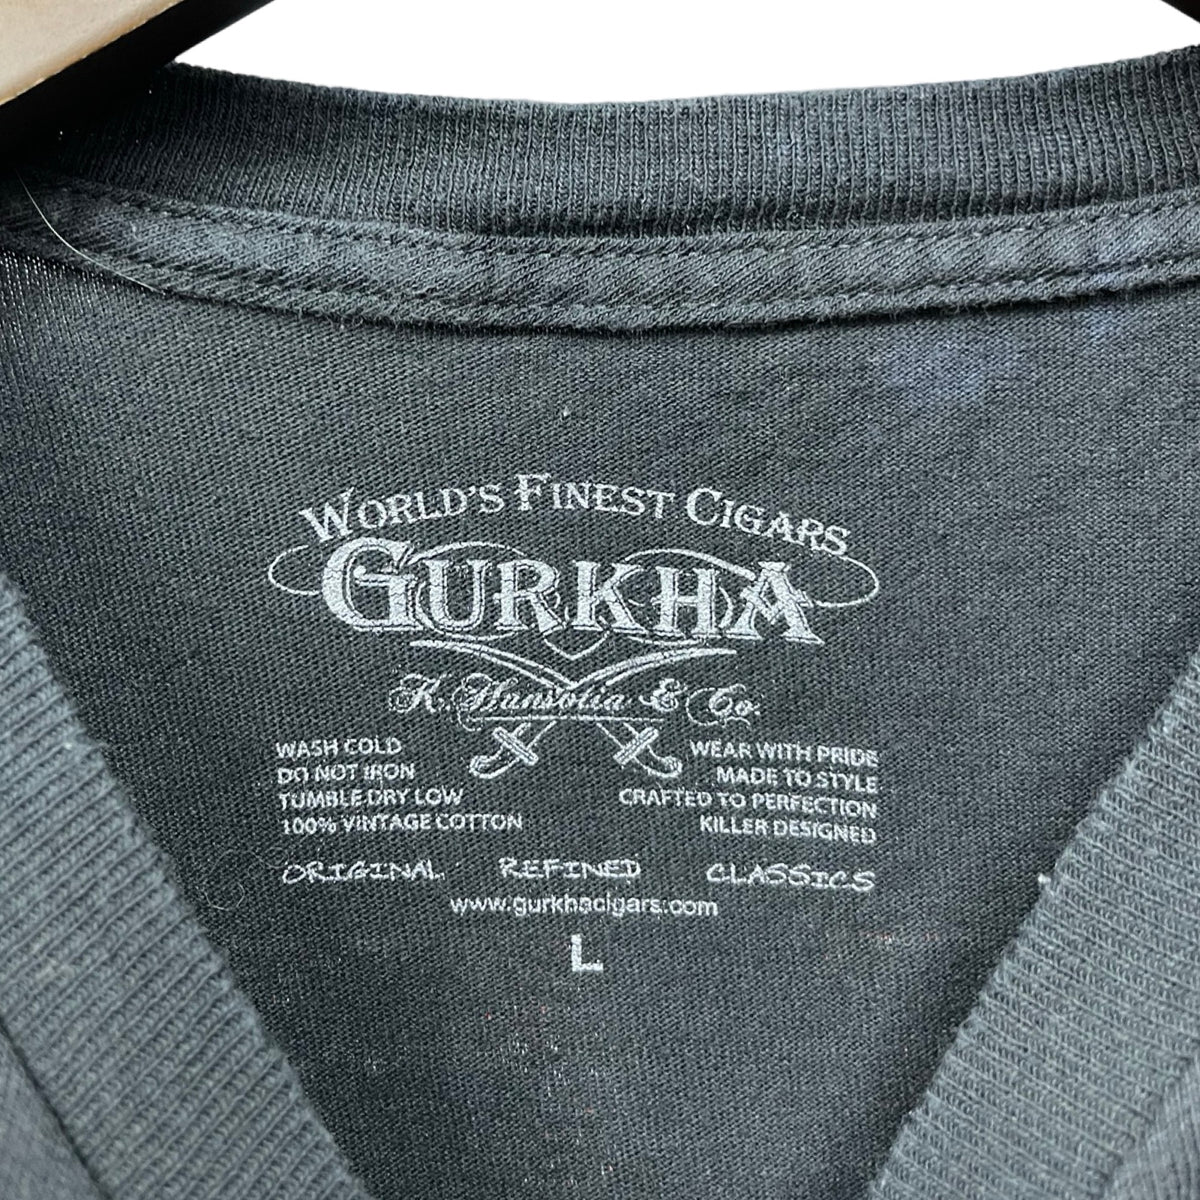 WORLD'S FINEST CIGARS
GURKHA
K. Hansotia & Co.
WASH COLD
DO NOT IRON
TUMBLE DRY LOW
100% VINTAGE COTTON
WEAR WITH PRIDE
MADE TO STYLE
CRAFTED TO PERFECTION
KILLER DESIGNED
ORIGINAL REFINED CLASSICS
www.gurkhacigars.com
L